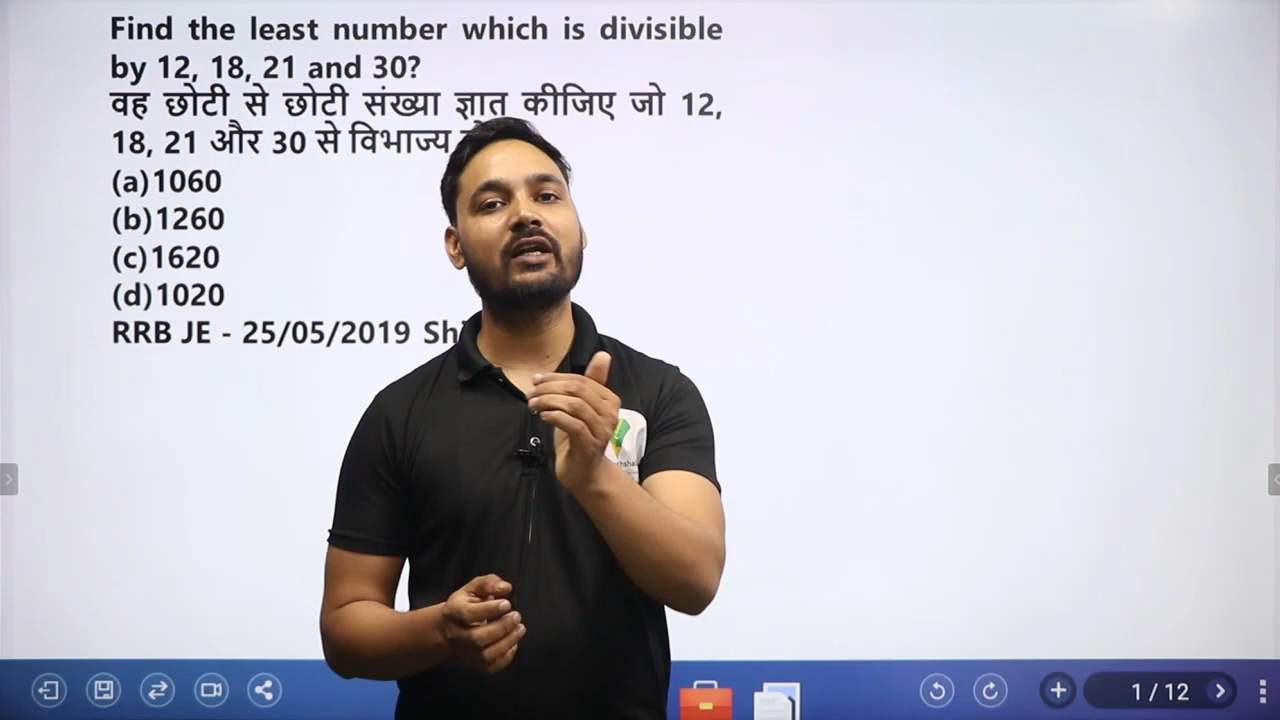 Find the least number which is divisible
by 12, 18, 21 and 30?
वह छोटी से छोटी संख्या ज्ञात कीजिए जो 12,
18, 21 और 30 से विभाज्य
(a)1060
(b)1260
(c)1620
(d)1020
RRB JE - 25/05/2019
1 / 12